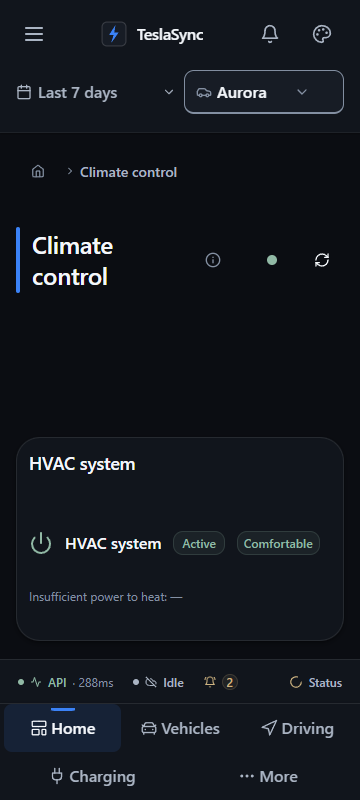 TeslaSync
Last 7 days
Aurora
Climate control
Climate
control
HVAC system
HVAC system
Active
Comfortable
Insufficient power to heat: —
API · 288ms
Idle
2
Status
Home
Vehicles
Driving
Charging
More